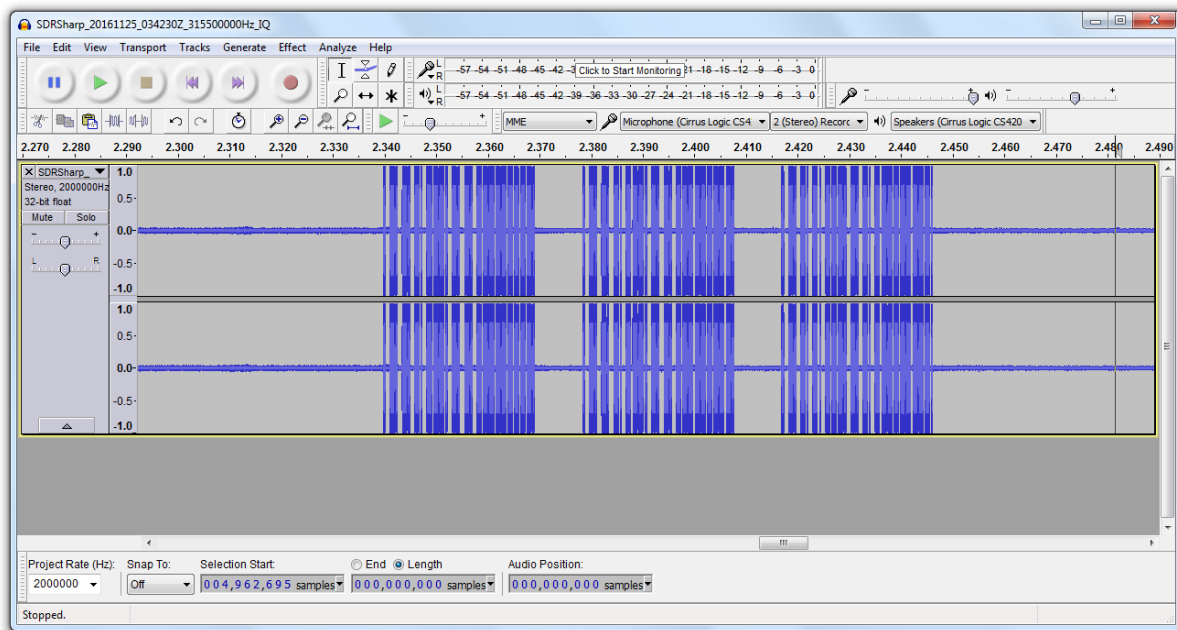 SDRSharp_20161125_034230Z_315500000Hz_IQ
File Edit View Transport Tracks Generate Effect Analyze Help
L R -57 -54 -51 -48 -45 -42 -3 Click to Start Monitoring 21 -18 -15 -12 -9 -6 -3 0
L R -57 -54 -51 -48 -45 -42 -39 -36 -33 -30 -27 -24 -21 -18 -15 -12 -9 -6 -3 0
MME Microphone (Cirrus Logic CS4 2 (Stereo) Recorc Speakers (Cirrus Logic CS420
2.270 2.280 2.290 2.300 2.310 2.320 2.330 2.340 2.350 2.360 2.370 2.380 2.390 2.400 2.410 2.420 2.430 2.440 2.450 2.460 2.470 2.480 2.490
SDRSharp_ 1.0
Stereo, 2000000Hz
32-bit float 0.5
Mute Solo
- + 0.0
L R -0.5
-1.0
1.0
0.5
0.0
-0.5
-1.0
Project Rate (Hz): Snap To: Selection Start: End Length Audio Position:
2000000 Off 004,962,695 samples 000,000,000 samples 000,000,000 samples
Stopped.